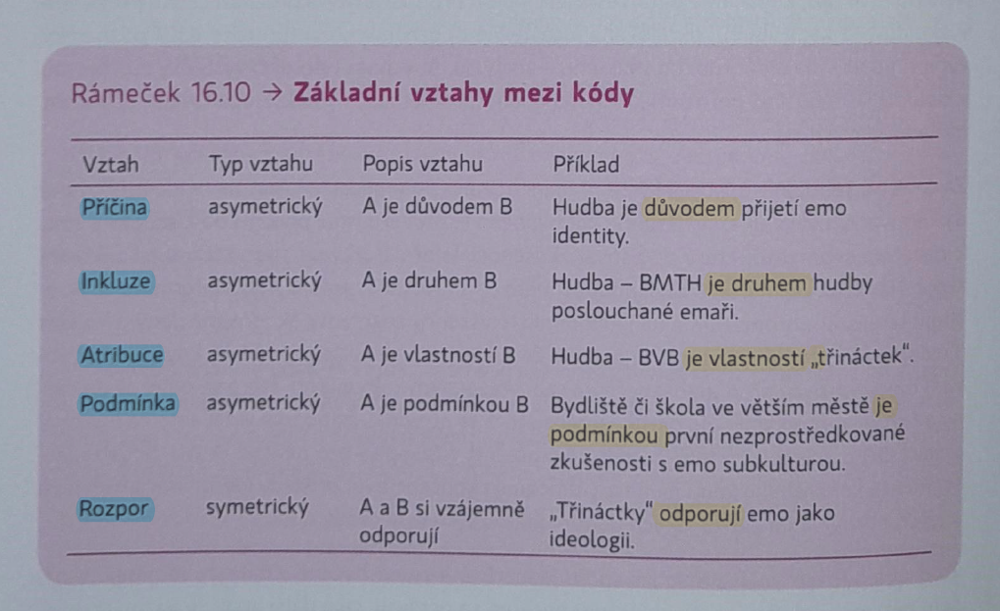 Rámeček 16.10 → Základní vztahy mezi kódy
Vztah Typ vztahu Popis vztahu Příklad
Příčina asymetrický A je důvodem B Hudba je důvodem přijetí emo
identity.
Inkluze asymetrický A je druhem B Hudba – BMTH je druhem hudby
poslouchané emaři.
Atribuce asymetrický A je vlastností B Hudba – BVB je vlastností „třináctek“.
Podmínka asymetrický A je podmínkou B Bydliště či škola ve větším městě je
podmínkou první nezprostředkované
zkušenosti s emo subkulturou.
Rozpor symetrický A a B si vzájemně „Třináctky“ odporují emo jako
odporují ideologii.